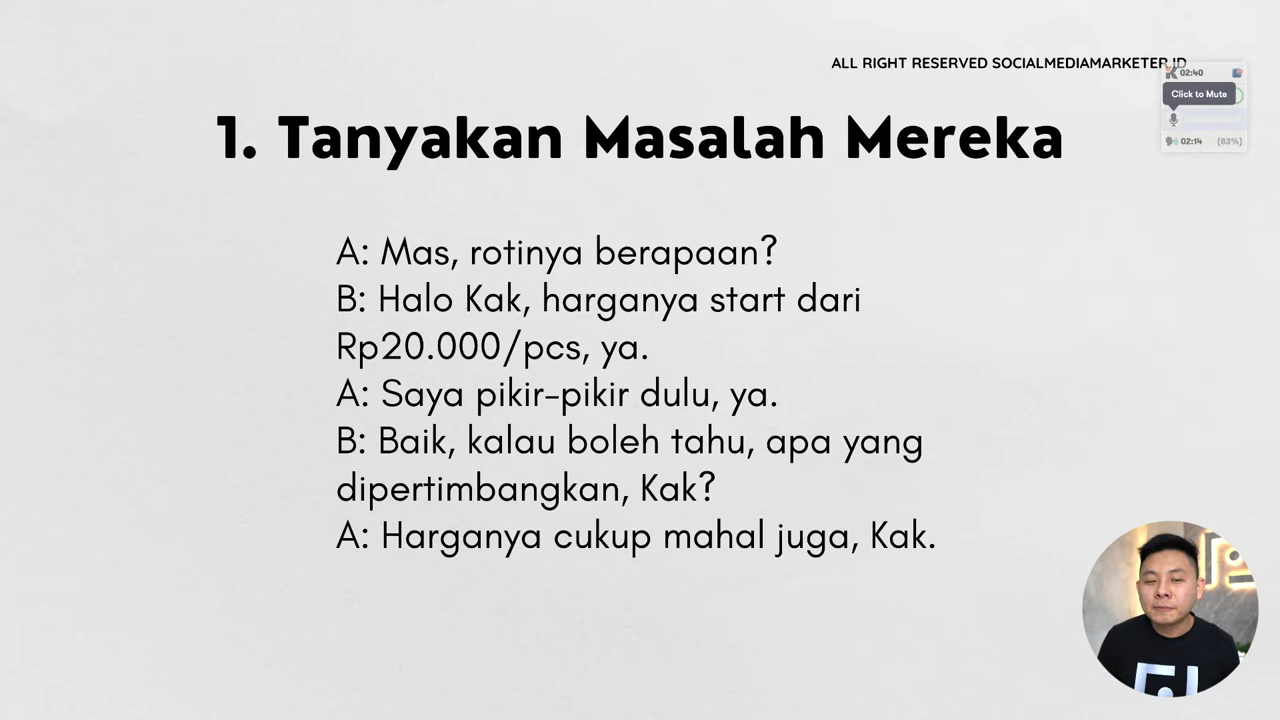 ALL RIGHT RESERVED SOCIALMEDIAMARKETER.ID
02:40
Click to Mute
02:14 (83%)
1. Tanyakan Masalah Mereka
A: Mas, rotinya berapaan?
B: Halo Kak, harganya start dari
Rp20.000/pcs, ya.
A: Saya pikir-pikir dulu, ya.
B: Baik, kalau boleh tahu, apa yang
dipertimbangkan, Kak?
A: Harganya cukup mahal juga, Kak.